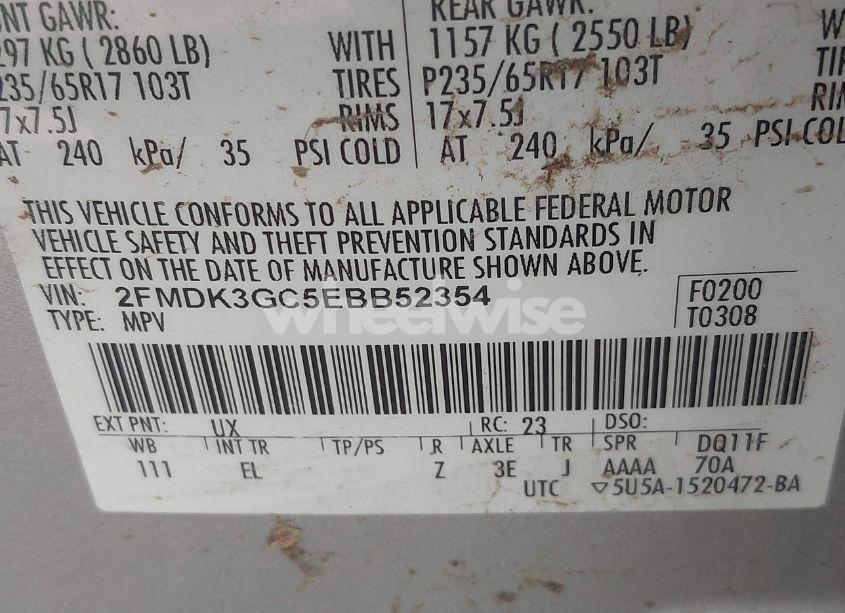 NT GAWR:
REAR GAWR:
297 KG ( 2860 LB)
WITH
1157 KG ( 2550 LB)
235/65R17 103T
TIRES
P235/65R17 103T
TIR
7x7.5J
RIMS
17x7.5J
RIM
AT 240 kPa/ 35 PSI COLD
AT 240 kPa/ 35 PSI COL
THIS VEHICLE CONFORMS TO ALL APPLICABLE FEDERAL MOTOR
VEHICLE SAFETY AND THEFT PREVENTION STANDARDS IN
EFFECT ON THE DATE OF MANUFACTURE SHOWN ABOVE.
VIN: 2FMDK3GC5EBB52354
F0200
TYPE: MPV
T0308
wheelwise
EXT PNT: UX
RC: 23
DSO:
WB
INT TR
TP/PS
R
AXLE
TR
SPR
DQ11F
111
EL
Z
3E
J
AAAA
70A
UTC
▽5U5A-1520472-BA